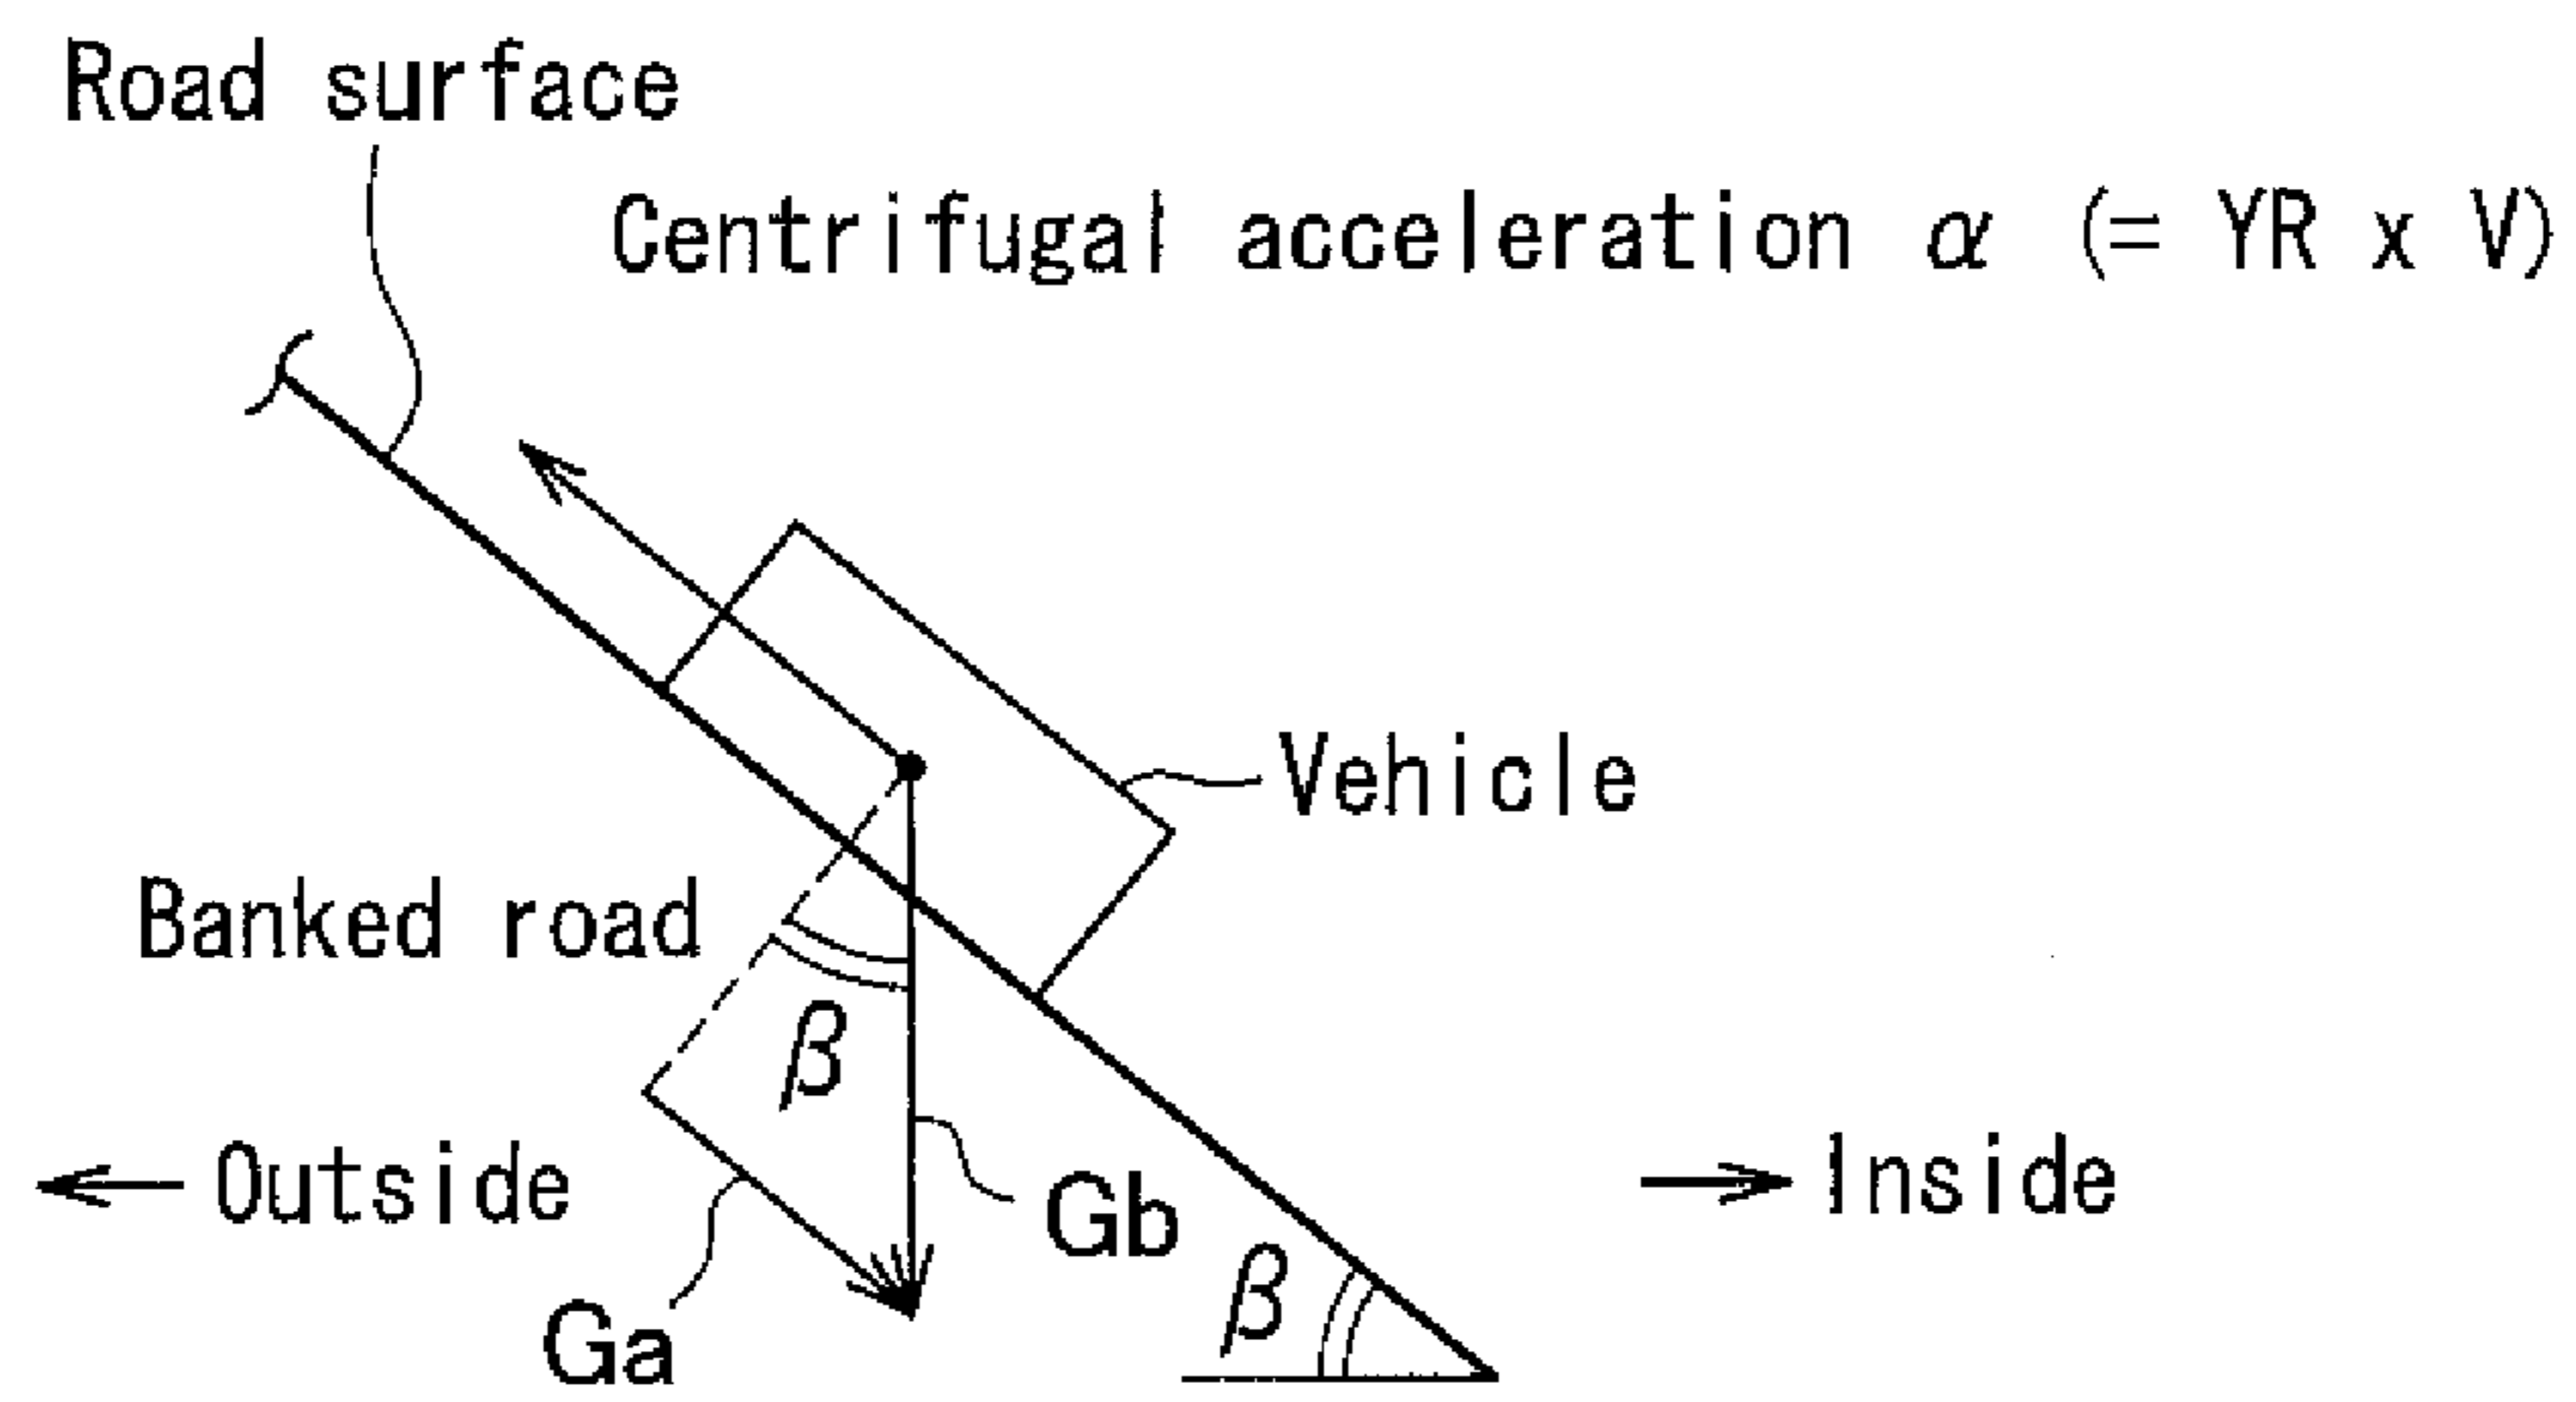 Road surface
Centrifugal acceleration α (= YR x V)
Vehicle
Banked road
β
Outside
Gb
Inside
β
Ga